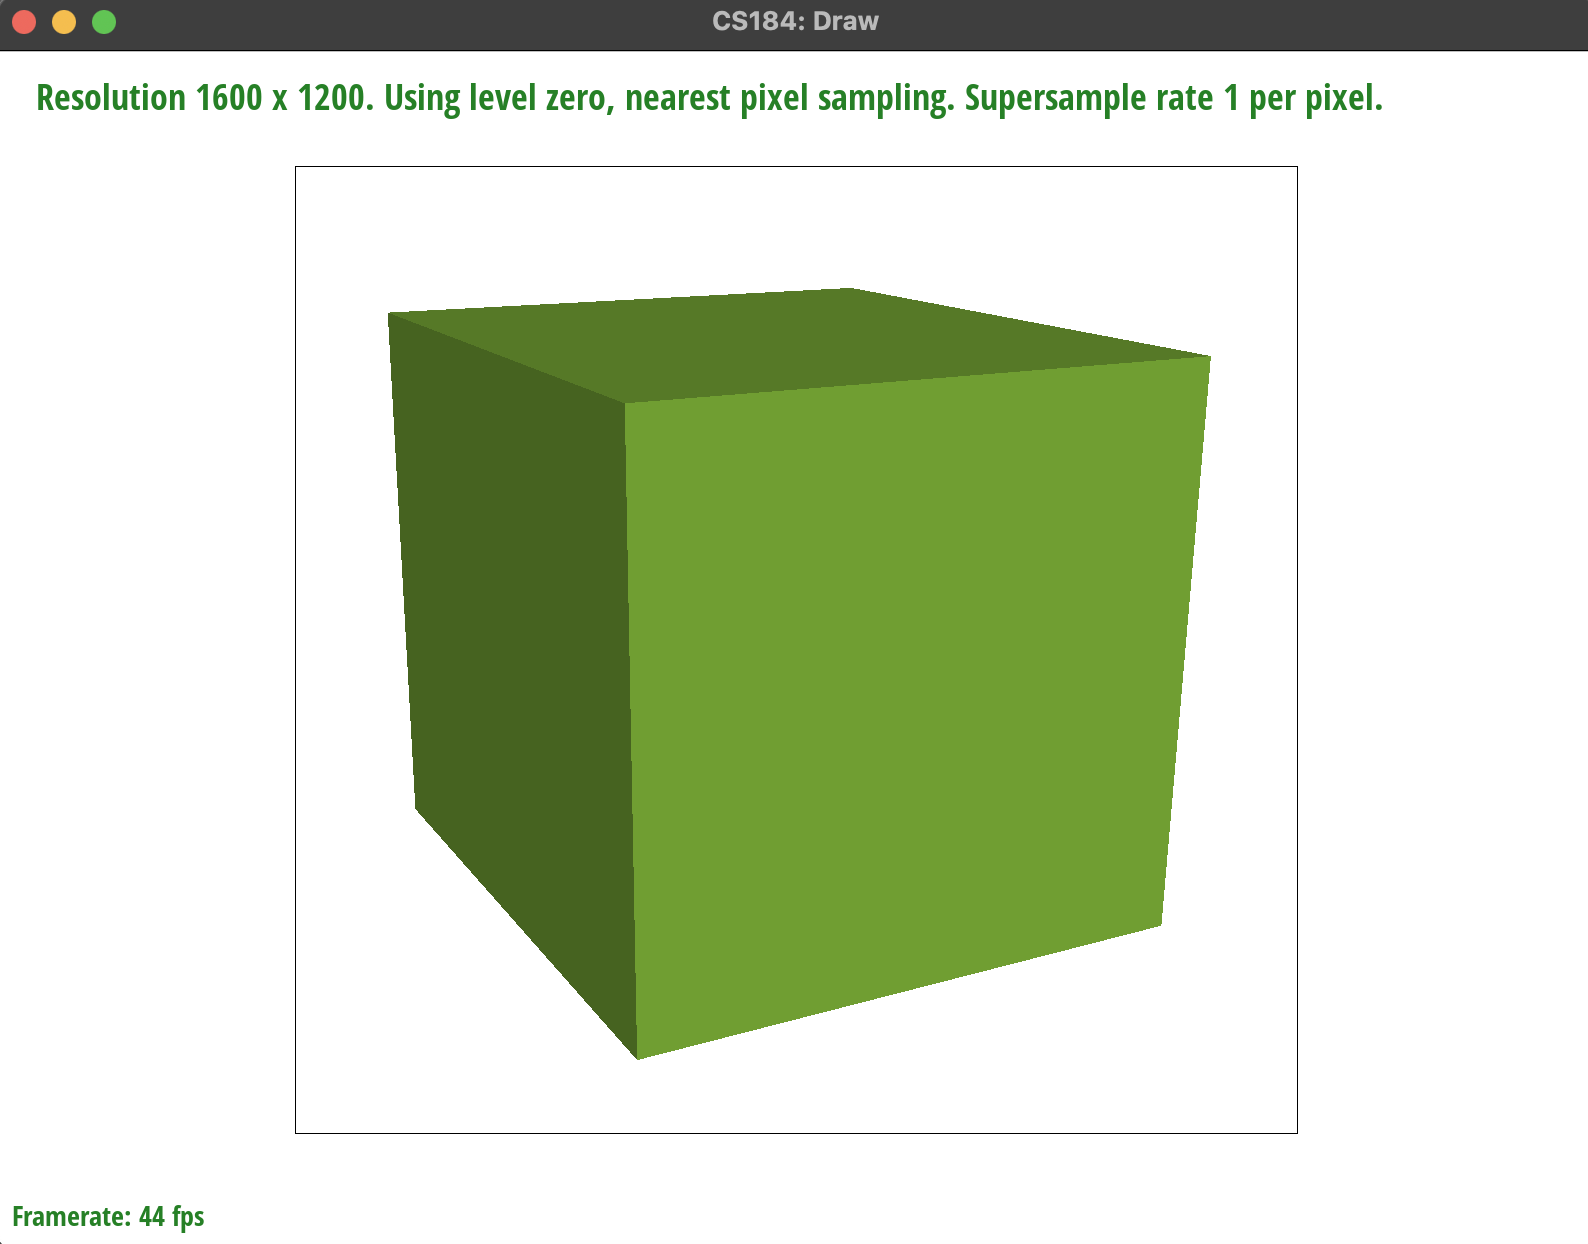 CS184: Draw
Resolution 1600 x 1200. Using level zero, nearest pixel sampling. Supersample rate 1 per pixel.
Framerate: 44 fps